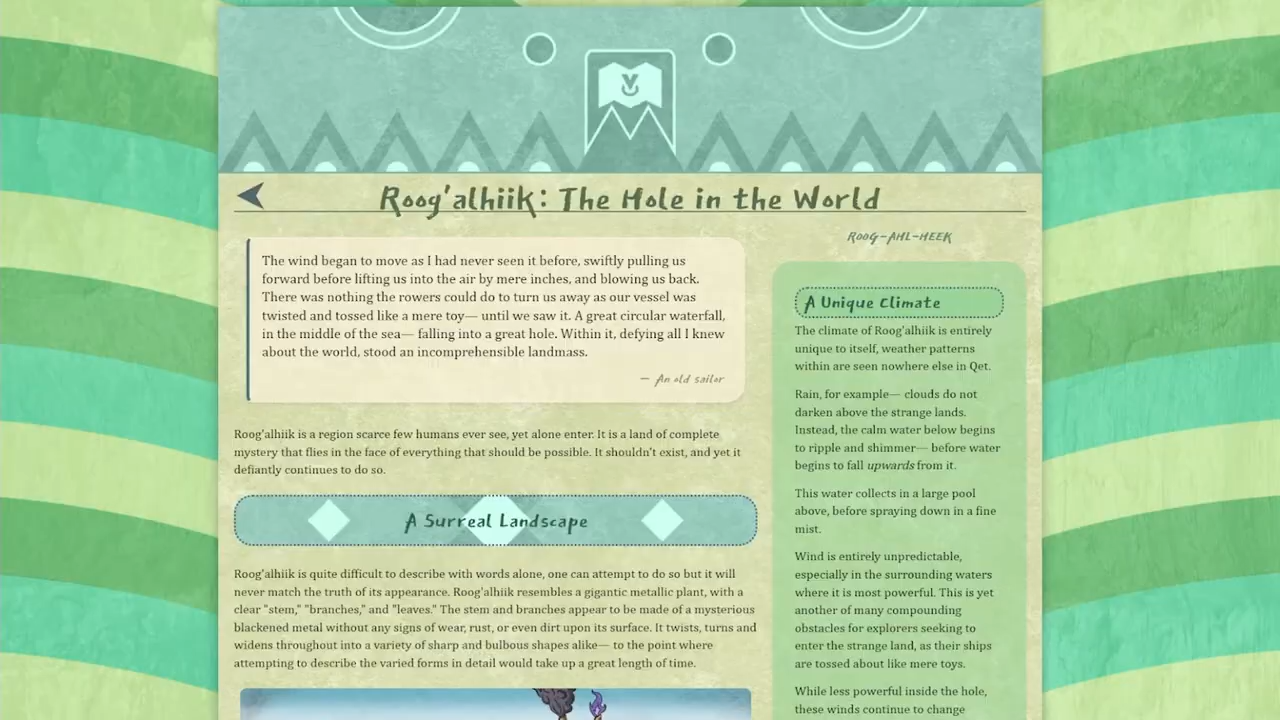 Roog'alhiik: The Hole in the World
The wind began to move as I had never seen it before, swiftly pulling us
forward before lifting us into the air by mere inches, and blowing us back.
There was nothing the rowers could do to turn us away as our vessel was
twisted and tossed like a mere toy— until we saw it. A great circular waterfall,
in the middle of the sea— falling into a great hole. Within it, defying all I knew
about the world, stood an incomprehensible landmass.
— An old sailor
Roog'alhiik is a region scarce few humans ever see, yet alone enter. It is a land of complete
mystery that flies in the face of everything that should be possible. It shouldn't exist, and yet it
defiantly continues to do so.
A Surreal Landscape
Roog'alhiik is quite difficult to describe with words alone, one can attempt to do so but it will
never match the truth of its appearance. Roog'alhiik resembles a gigantic metallic plant, with a
clear "stem," "branches," and "leaves." The stem and branches appear to be made of a mysterious
blackened metal without any signs of wear, rust, or even dirt upon its surface. It twists, turns and
widens throughout into a variety of sharp and bulbous shapes alike— to the point where
attempting to describe the varied forms in detail would take up a great length of time.
ROOG-AHL-HEEK
A Unique Climate
The climate of Roog'alhiik is entirely
unique to itself, weather patterns
within are seen nowhere else in Qet.
Rain, for example— clouds do not
darken above the strange lands.
Instead, the calm water below begins
to ripple and shimmer— before water
begins to fall upwards from it.
This water collects in a large pool
above, before spraying down in a fine
mist.
Wind is entirely unpredictable,
especially in the surrounding waters
where it is most powerful. This is yet
another of many compounding
obstacles for explorers seeking to
enter the strange land, as their ships
are tossed about like mere toys.
While less powerful inside the hole,
these winds continue to change